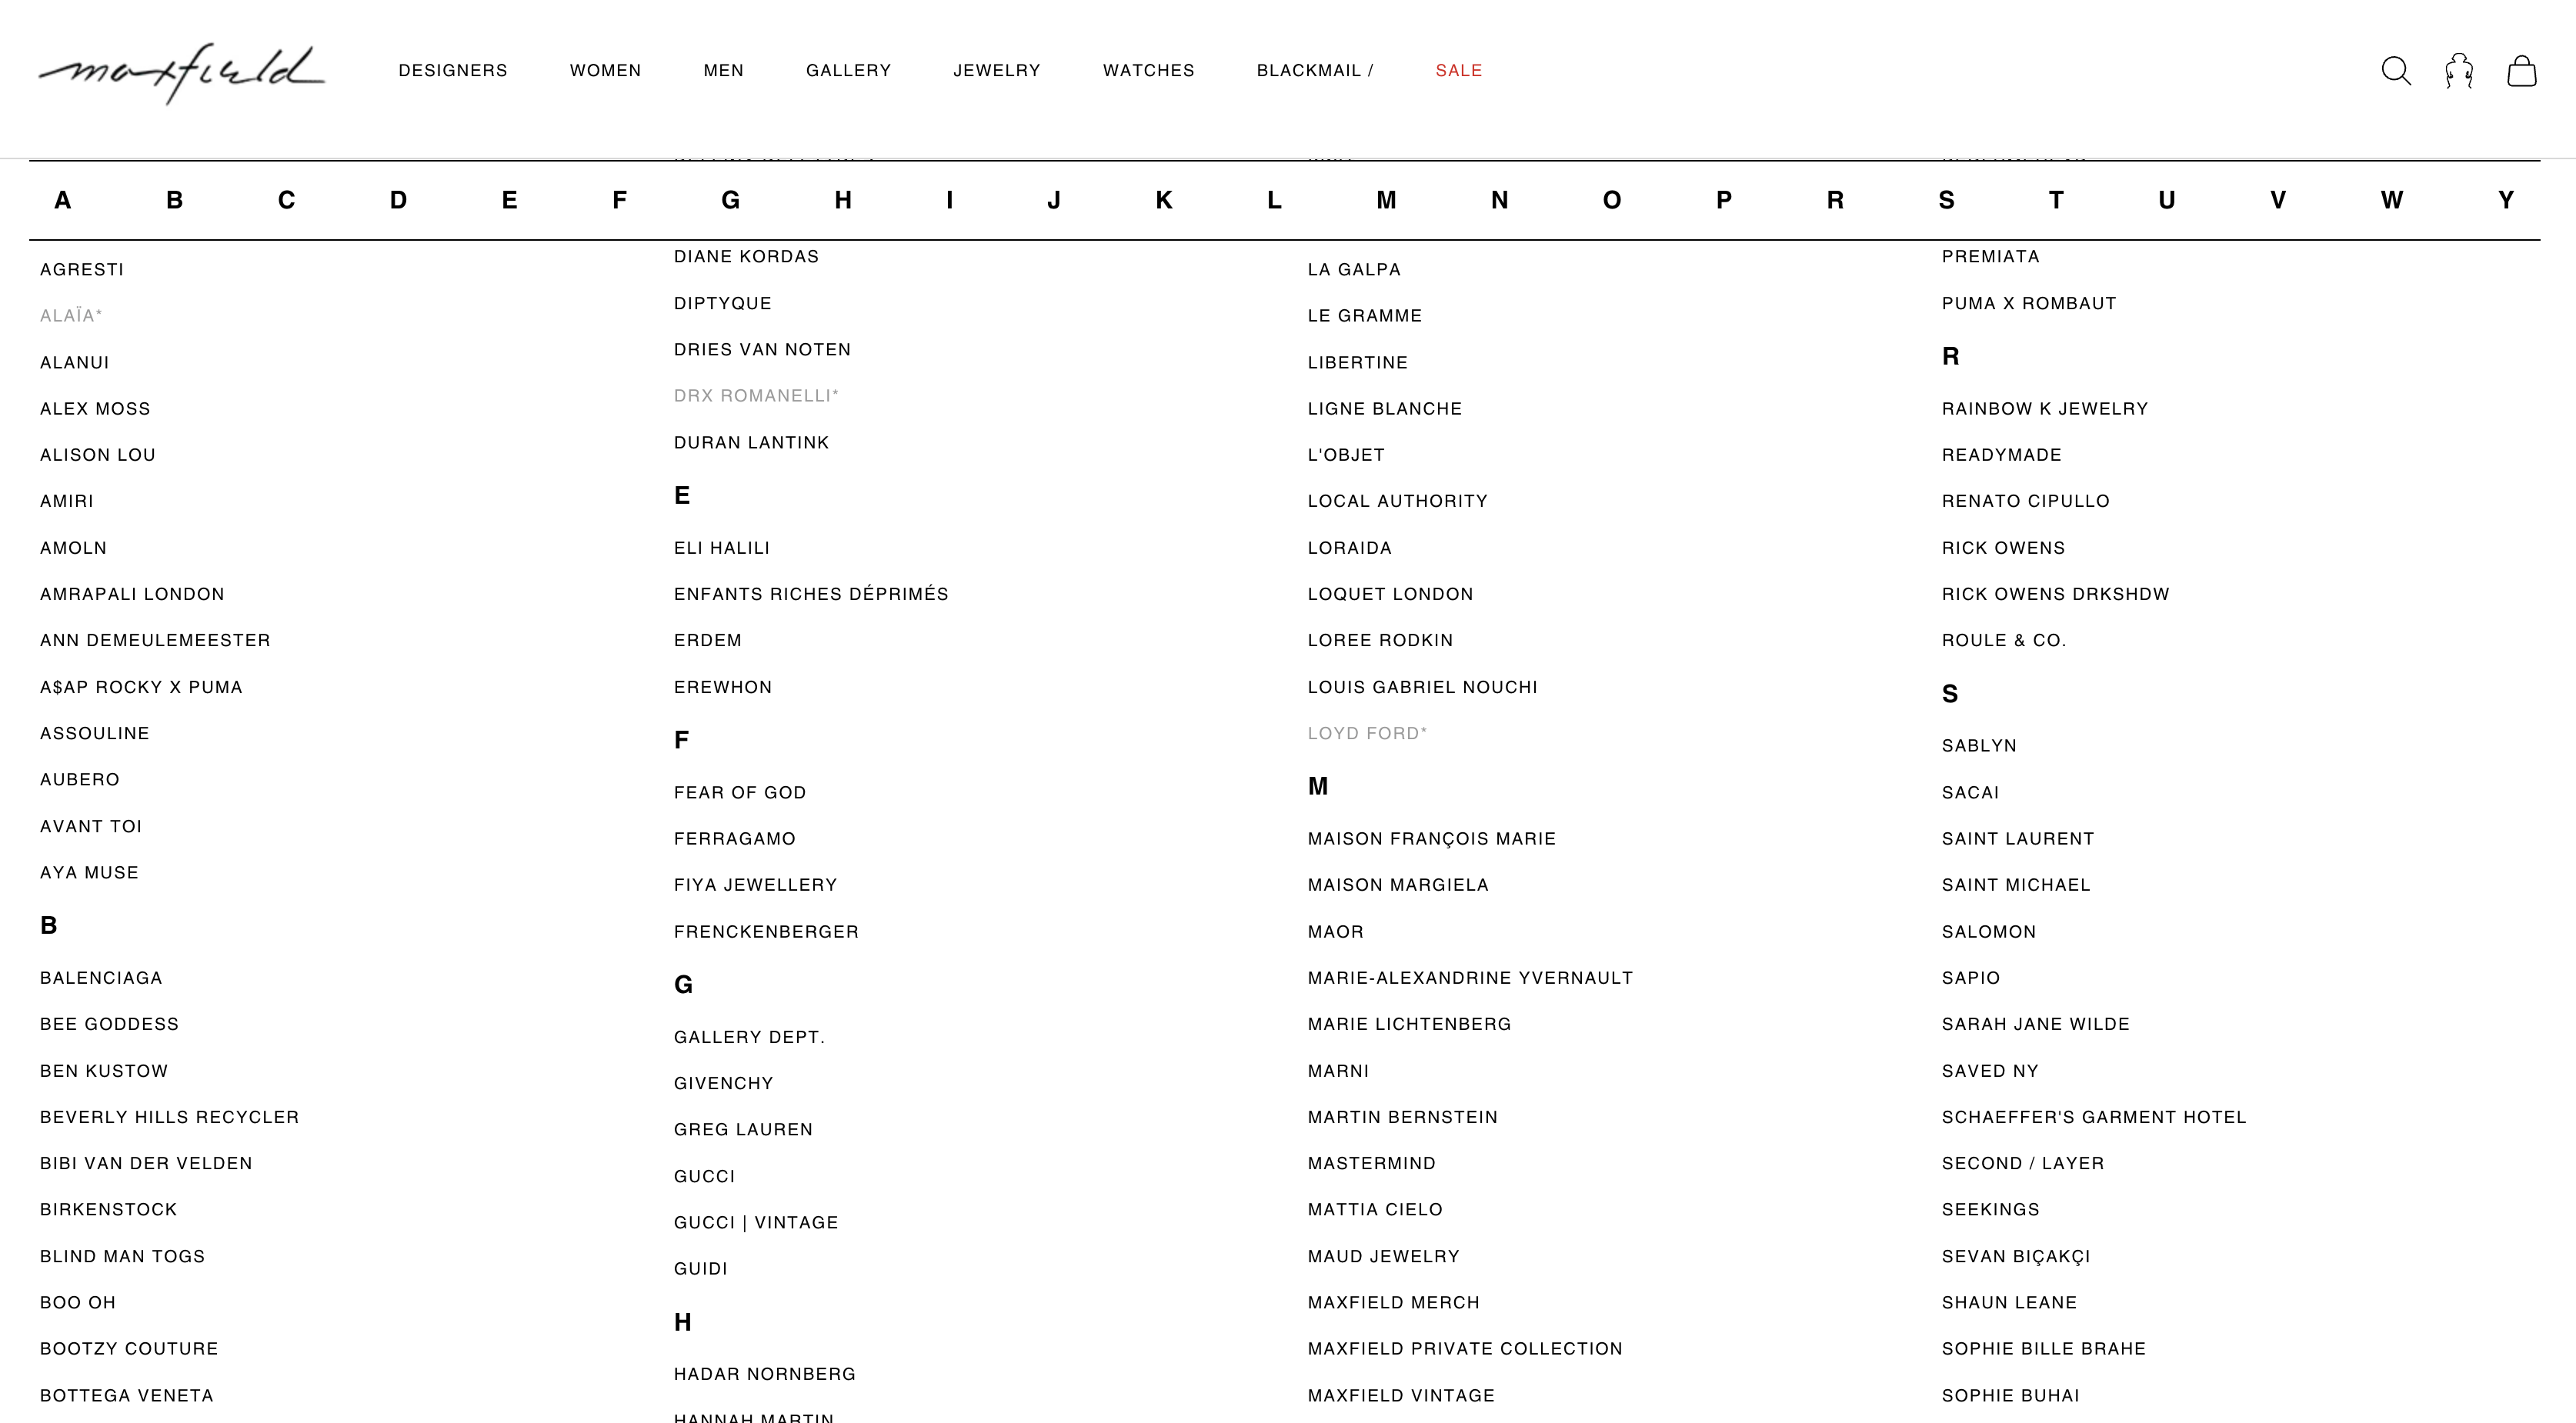 maxfield
DESIGNERS WOMEN MEN GALLERY JEWELRY WATCHES BLACKMAIL / SALE
A B C D E F G H I J K L M N O P R S T U V W Y
AGRESTI
ALAÏA*
ALANUI
ALEX MOSS
ALISON LOU
AMIRI
AMOLN
AMRAPALI LONDON
ANN DEMEULEMEESTER
A$AP ROCKY X PUMA
ASSOULINE
AUBERO
AVANT TOI
AYA MUSE
B
BALENCIAGA
BEE GODDESS
BEN KUSTOW
BEVERLY HILLS RECYCLER
BIBI VAN DER VELDEN
BIRKENSTOCK
BLIND MAN TOGS
BOO OH
BOOTZY COUTURE
BOTTEGA VENETA
DIANE KORDAS
DIPTYQUE
DRIES VAN NOTEN
DRX ROMANELLI*
DURAN LANTINK
E
ELI HALILI
ENFANTS RICHES DÉPRIMÉS
ERDEM
EREWHON
F
FEAR OF GOD
FERRAGAMO
FIYA JEWELLERY
FRENCKENBERGER
G
GALLERY DEPT.
GIVENCHY
GREG LAUREN
GUCCI
GUCCI | VINTAGE
GUIDI
H
HADAR NORNBERG
HANNAH MARTIN
LA GALPA
LE GRAMME
LIBERTINE
LIGNE BLANCHE
L'OBJET
LOCAL AUTHORITY
LORAIDA
LOQUET LONDON
LOREE RODKIN
LOUIS GABRIEL NOUCHI
LOYD FORD*
M
MAISON FRANÇOIS MARIE
MAISON MARGIELA
MAOR
MARIE-ALEXANDRINE YVERNAULT
MARIE LICHTENBERG
MARNI
MARTIN BERNSTEIN
MASTERMIND
MATTIA CIELO
MAUD JEWELRY
MAXFIELD MERCH
MAXFIELD PRIVATE COLLECTION
MAXFIELD VINTAGE
PREMIATA
PUMA X ROMBAUT
R
RAINBOW K JEWELRY
READYMADE
RENATO CIPULLO
RICK OWENS
RICK OWENS DRKSHDW
ROULE & CO.
S
SABLYN
SACAI
SAINT LAURENT
SAINT MICHAEL
SALOMON
SAPIO
SARAH JANE WILDE
SAVED NY
SCHAEFFER'S GARMENT HOTEL
SECOND / LAYER
SEEKINGS
SEVAN BIÇAKÇI
SHAUN LEANE
SOPHIE BILLE BRAHE
SOPHIE BUHAI